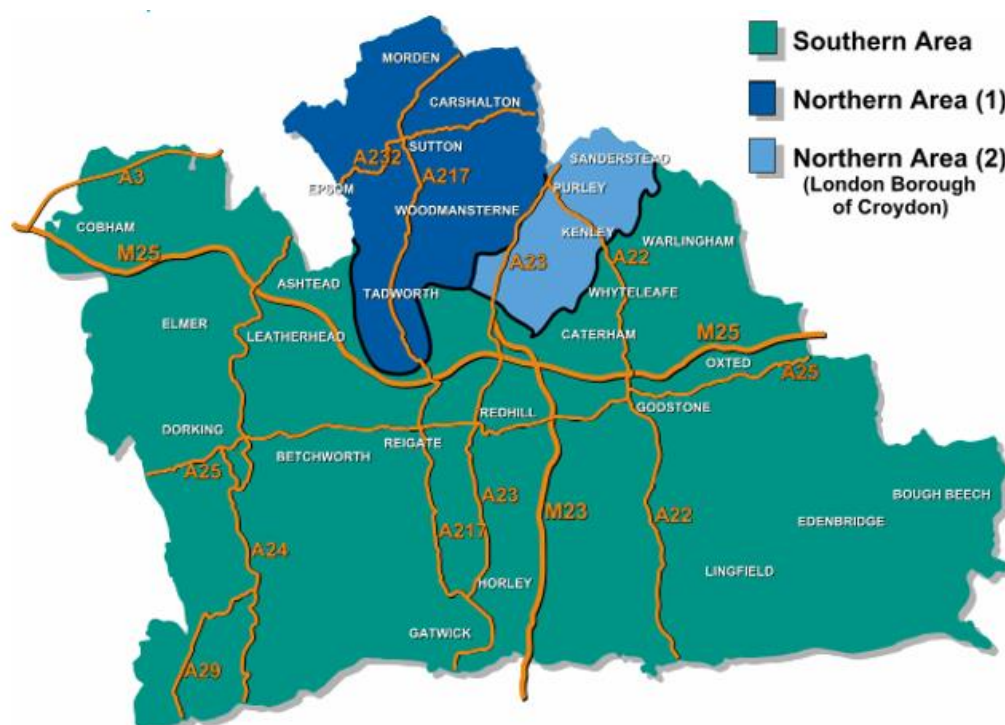 MORDEN
Southern Area
CARSHALTON
Northern Area (1)
A232
SUTTON
SANDERSTEAD
Northern Area (2)
(London Borough
of Croydon)
A3
EPSOM
A217
PURLEY
WOODMANSTERNE
COBHAM
KENLEY
WARLINGHAM
M25
A23
A22
ASHTEAD
TADWORTH
WHYTELEAFE
ELMER
LEATHERHEAD
CATERHAM
M25
OXTED
A25
REDHILL
GODSTONE
DORKING
REIGATE
BETCHWORTH
A25
A23
BOUGH BEECH
M23
A22
EDENBRIDGE
A217
A24
LINGFIELD
HORLEY
GATWICK
A29